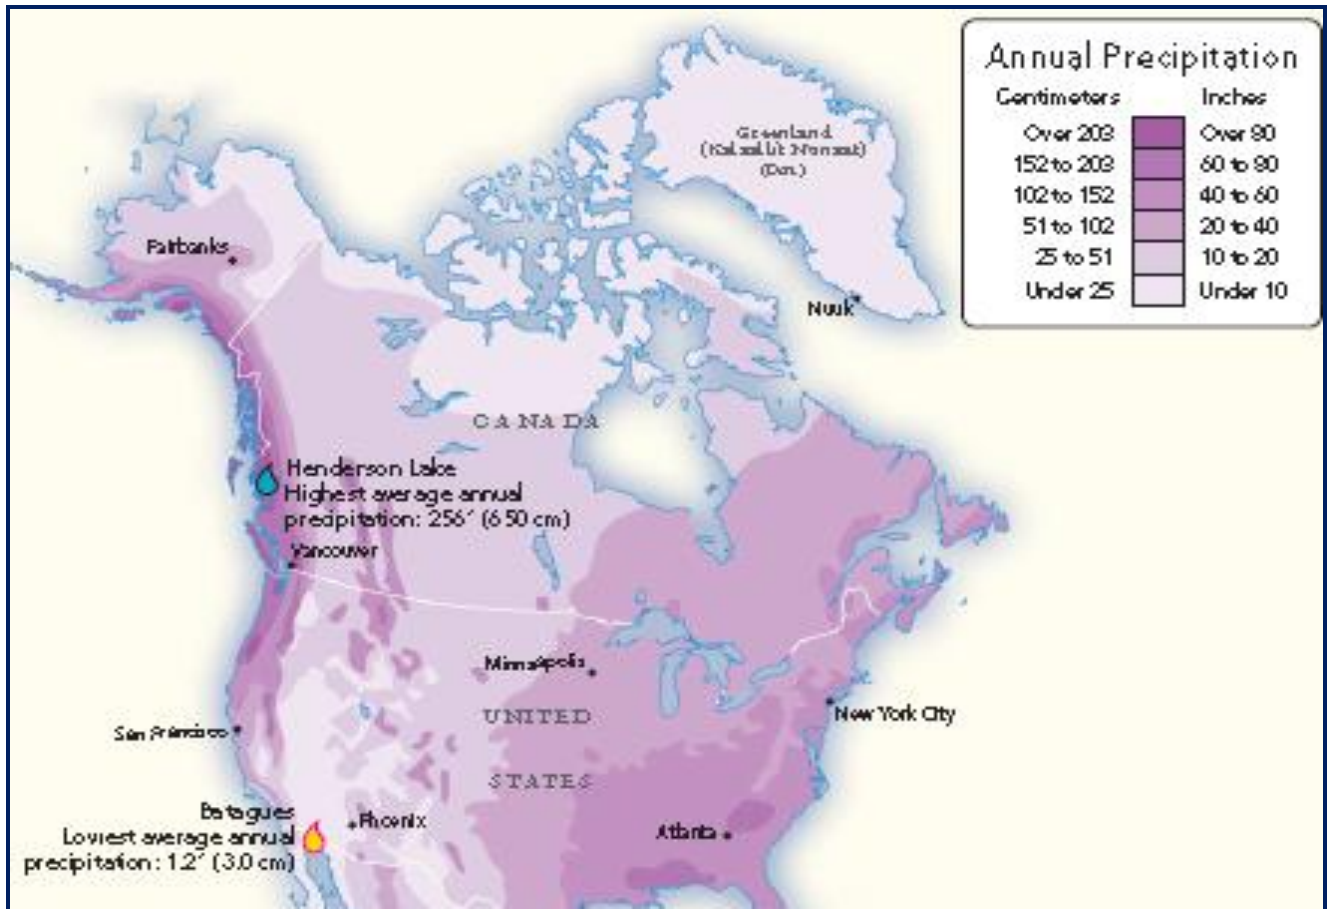 Annual Precipitation
Centimeters Inches
Over 203 Over 80
152 to 203 60 to 80
102 to 152 40 to 60
51 to 102 20 to 40
25 to 51 10 to 20
Under 25 Under 10
Greenland
(Kalaallit Nunaat)
(Den.)
Fairbanks
Nuuk
CANADA
Henderson Lake
Highest average annual
precipitation: 256" (650 cm)
Vancouver
Minneapolis
UNITED
New York City
San Francisco
STATES
Batagues
Lowest average annual
precipitation: 1.2" (3.0 cm)
Phoenix
Atlanta